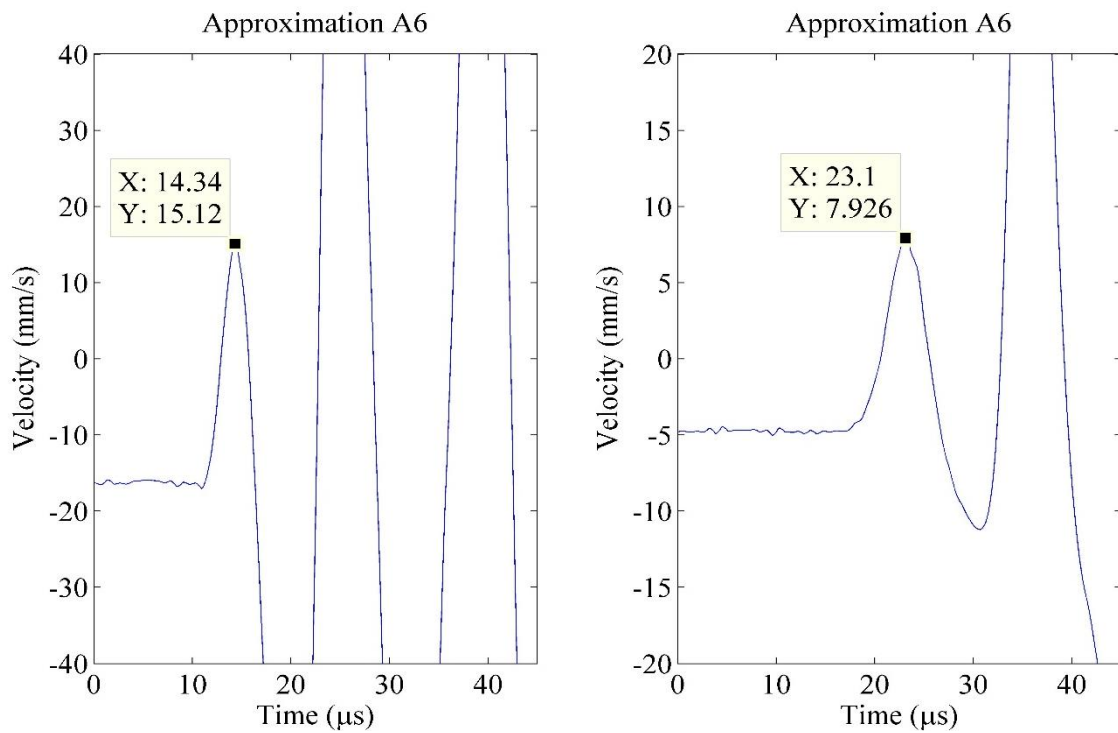 Approximation A6
40
30
20
10
0
-10
-20
-30
-40
Velocity (mm/s)
X: 14.34
Y: 15.12
0 10 20 30 40
Time (μs)
Approximation A6
20
15
10
5
0
-5
-10
-15
-20
Velocity (mm/s)
X: 23.1
Y: 7.926
0 10 20 30 40
Time (μs)